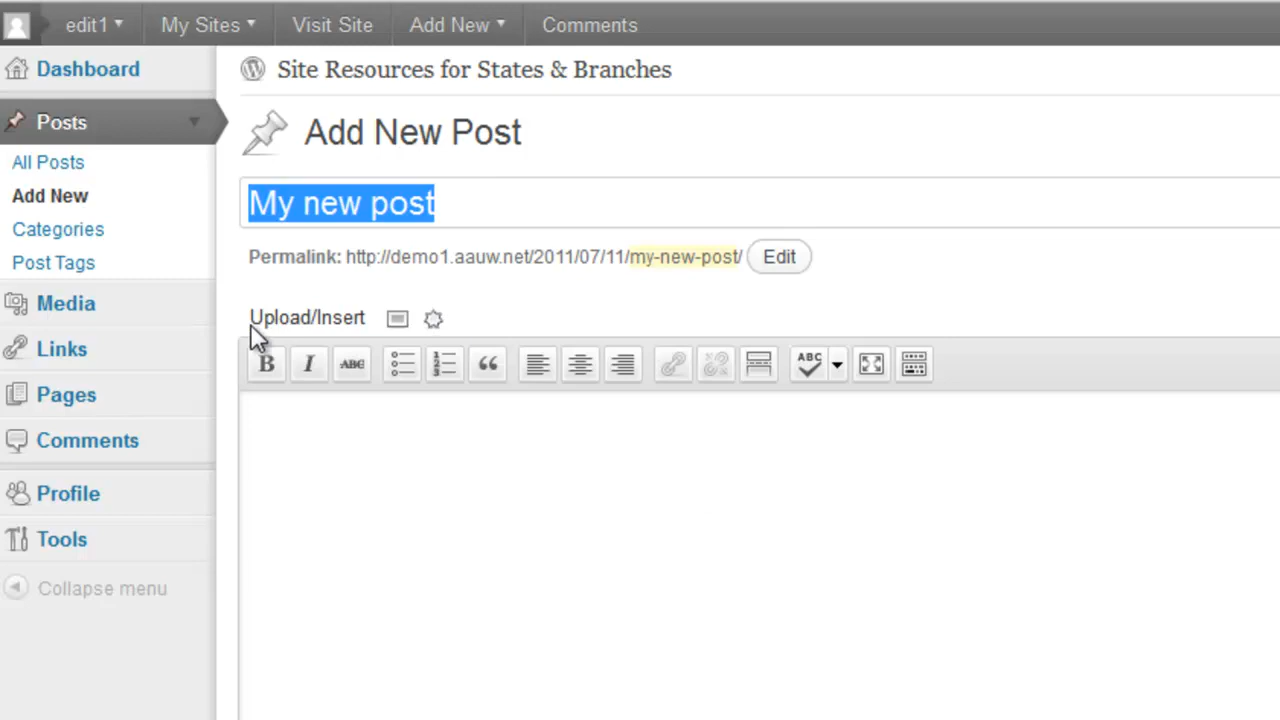 edit1 My Sites Visit Site Add New Comments
Dashboard
Posts
All Posts
Add New
Categories
Post Tags
Media
Links
Pages
Comments
Profile
Tools
Collapse menu
Site Resources for States & Branches
Add New Post
My new post
Permalink: http://demo1.aauw.net/2011/07/11/my-new-post/ Edit
Upload/Insert
B I ABC ABC